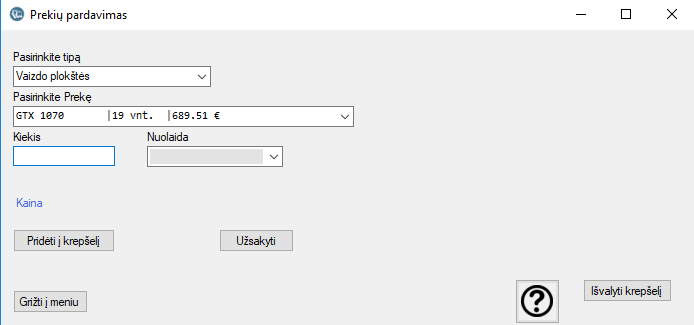 Prekių pardavimas
Pasirinkite tipą
Vaizdo plokštės
Pasirinkite Prekę
GTX 1070 |19 vnt. |689.51 €
Kiekis Nuolaida
Kaina
Pridėti į krepšelį Užsakyti
Grižti į meniu ? Išvalyti krepšelį